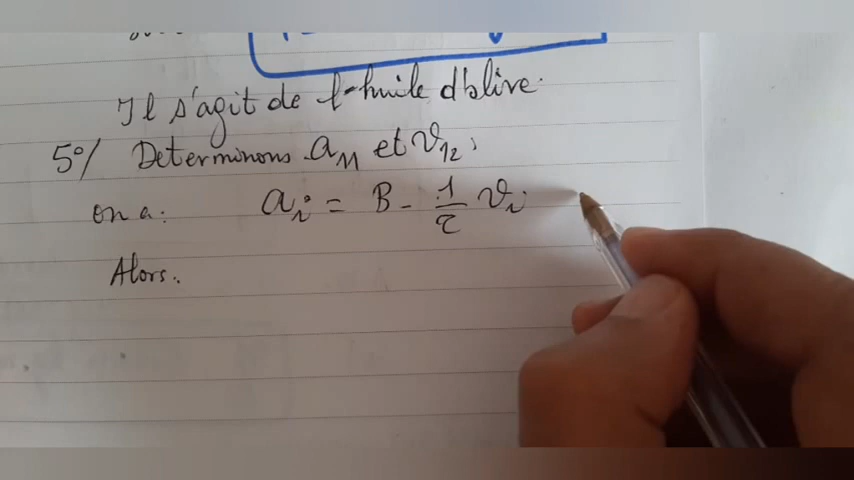 Il s'agit de l-huile d'olive.
5°/ Determinons a₁₁ et v₁₂,
on a: aᵢ = B - 1/τ vᵢ
Alors.